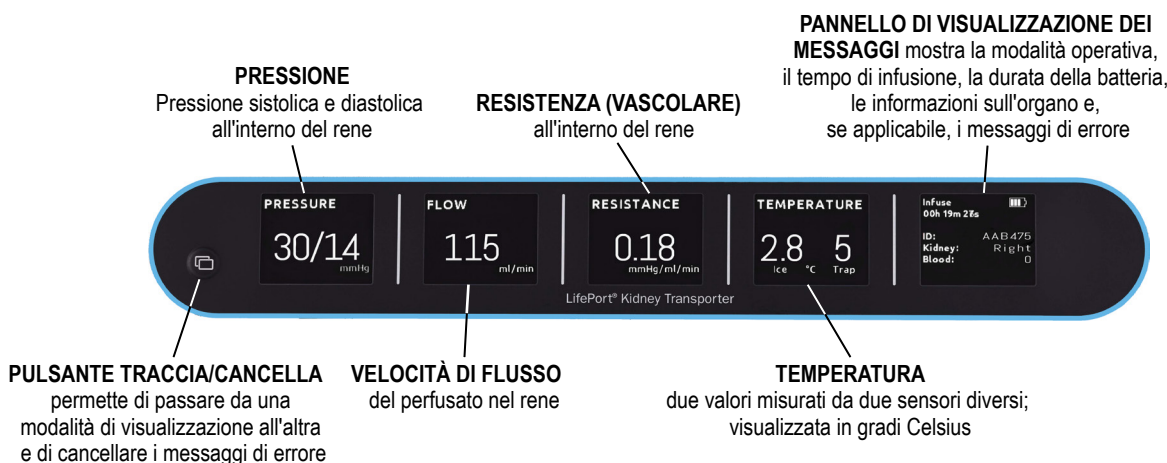 PANNELLO DI VISUALIZZAZIONE DEI
MESSAGGI mostra la modalità operativa,
il tempo di infusione, la durata della batteria,
le informazioni sull'organo e,
se applicabile, i messaggi di errore
PRESSIONE
Pressione sistolica e diastolica
all'interno del rene
RESISTENZA (VASCOLARE)
all'interno del rene
PRESSURE
30/14
mmHg
FLOW
115
ml/min
RESISTANCE
0.18
mmHg/ml/min
TEMPERATURE
2.8 5
Ice °C Trap
Infuse
00h 19m
ID: AAB475
Kidney: Right
Blood: O
LifePort® Kidney Transporter
PULSANTE TRACCIA/CANCELLA
permette di passare da una
modalità di visualizzazione all'altra
e di cancellare i messaggi di errore
VELOCITÀ DI FLUSSO
del perfusato nel rene
TEMPERATURA
due valori misurati da due sensori diversi;
visualizzata in gradi Celsius